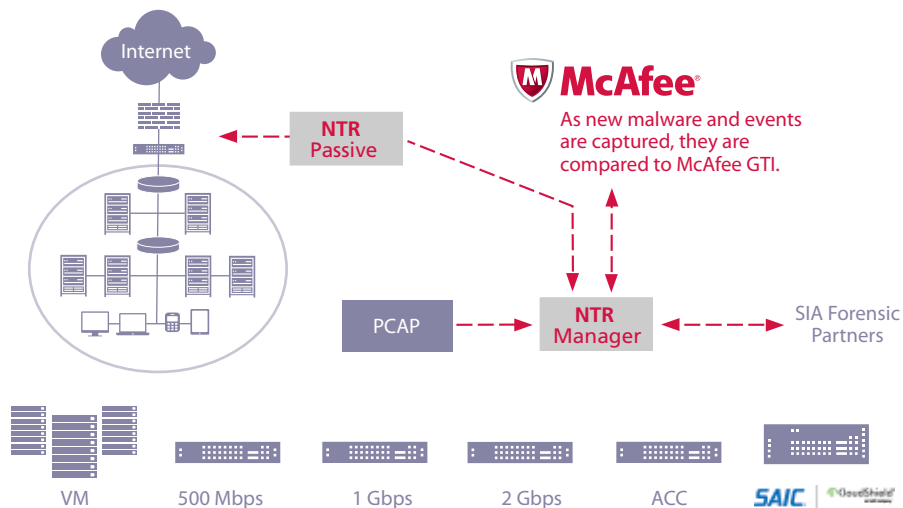 Internet
NTR
Passive
McAfee®
As new malware and events
are captured, they are
compared to McAfee GTI.
PCAP
NTR
Manager
SIA Forensic
Partners
VM
500 Mbps
1 Gbps
2 Gbps
ACC
SAIC
CloudShield